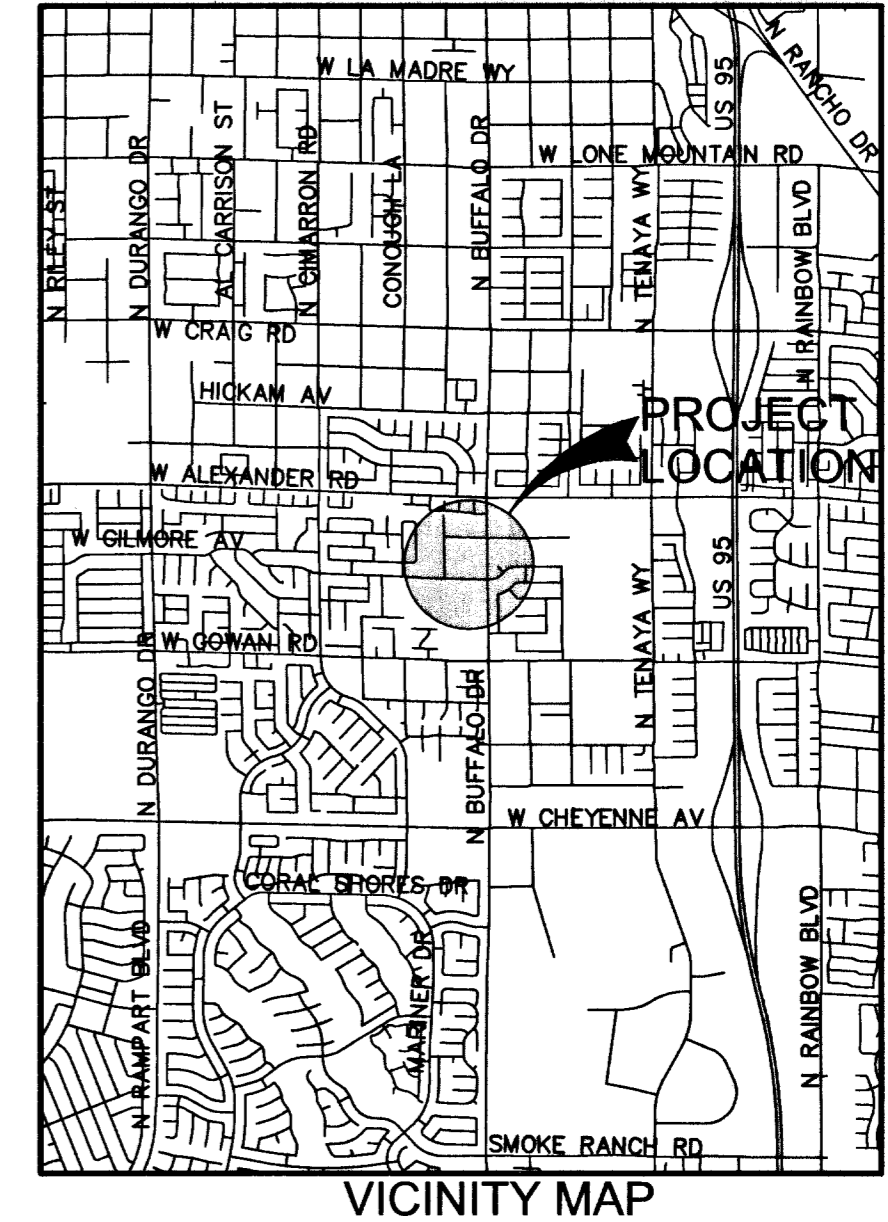 W LA MADRE WY
US 95
N RANCHO DR
W LONE MOUNTAIN RD
N RILEY ST
N DURANGO DR
AL CARRISON ST
N CIMARRON RD
CONOUGH LA
N BUFFALO DR
N TENAYA WY
N RAINBOW BLVD
W CRAIG RD
HICKAM AV
PROJECT
LOCATION
W ALEXANDER RD
W GILMORE AV
US 95
N TENAYA WY
W GOWAN RD
N DURANGO DR
N BUFFALO DR
W CHEYENNE AV
CORAL SHORES DR
N RAMPART BLVD
MARINER DR
N RAINBOW BLVD
SMOKE RANCH RD
VICINITY MAP